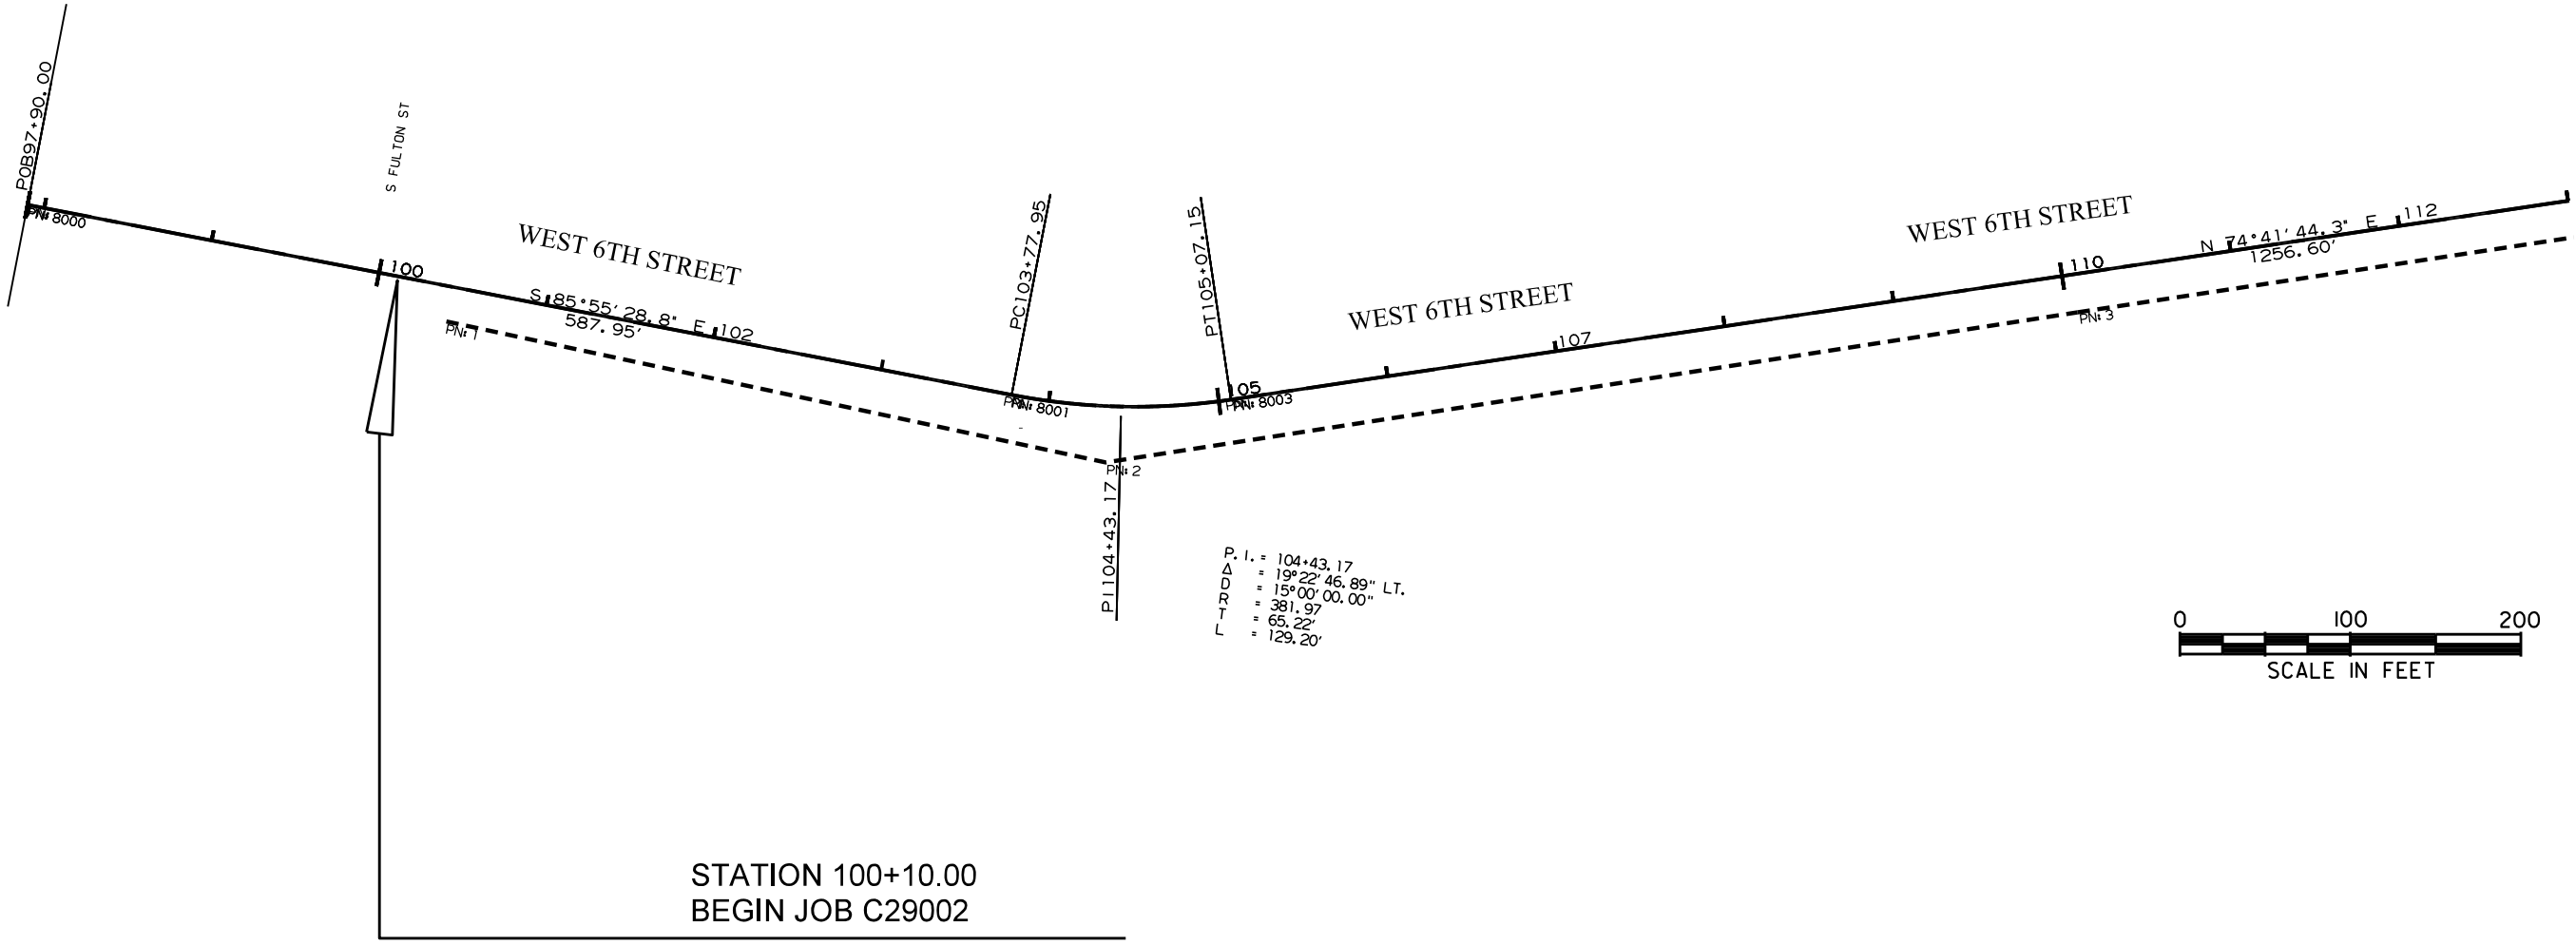 POB97+90.00
PN: 8000
S FULTON ST
100
WEST 6TH STREET
S 85°55' 28.8" E
587.95'
102
PN: 1
PC103+77.95
PN: 8001
PT105+07.15
105
PN: 8003
PN: 2
PI104+43.17
WEST 6TH STREET
107
WEST 6TH STREET
110
PN: 3
N 74°41' 44.3" E
1256.60'
112
P.I. = 104+43.17
Δ = 19°22'46.89" LT.
D = 15°00'00.00"
R = 381.97
T = 65.22'
L = 129.20'
0 100 200
SCALE IN FEET
STATION 100+10.00
BEGIN JOB C29002